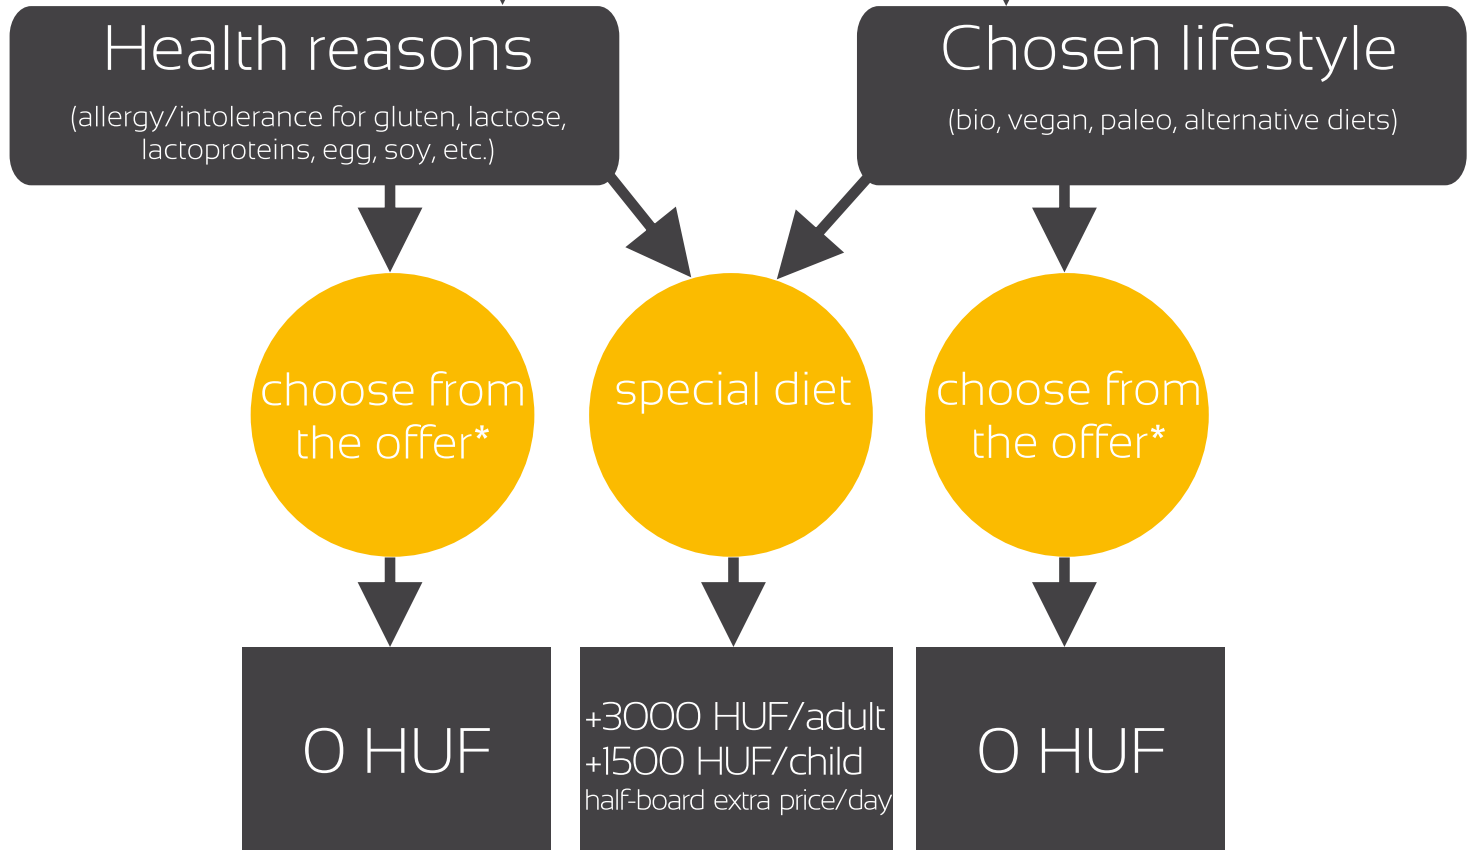 Health reasons
(allergy/intolerance for gluten, lactose,
lactoproteins, egg, soy, etc.)
Chosen lifestyle
(bio, vegan, paleo, alternative diets)
choose from
the offer*
special diet
choose from
the offer*
0 HUF
+3000 HUF/adult
+1500 HUF/child
half-board extra price/day
0 HUF